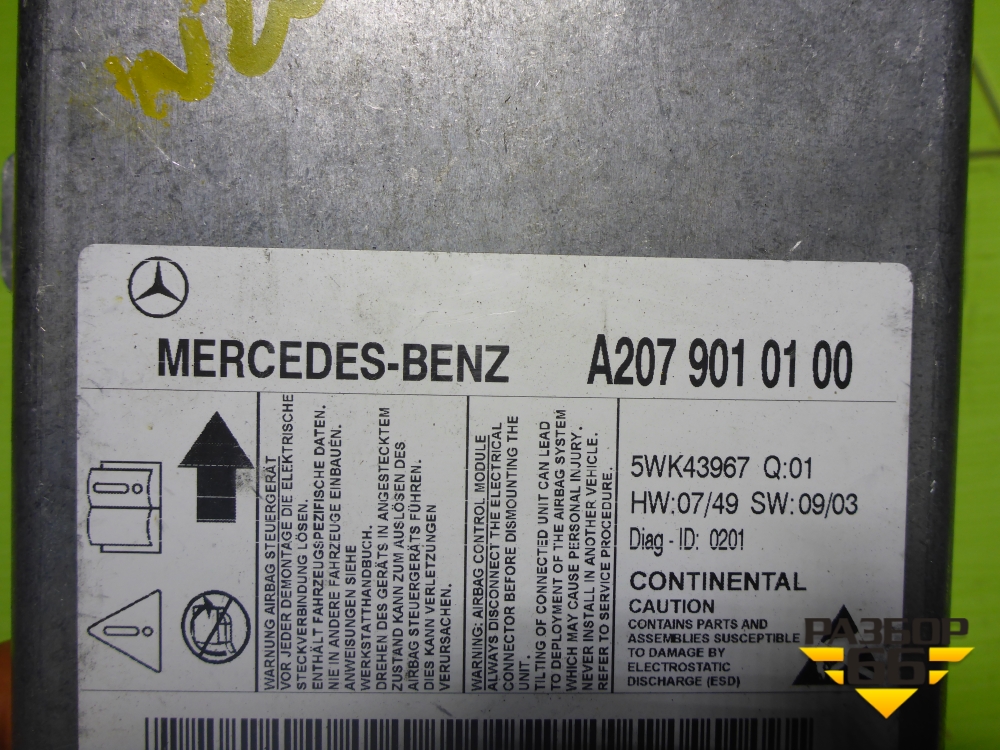 MERCEDES-BENZ A207 901 01 00
WARNUNG AIRBAG STEUERGERÄT
VOR JEDER DEMONTAGE DIE ELEKTRISCHE
STECKVERBINDUNG LÖSEN.
ENTHÄLT FAHRZEUGSPEZIFISCHE DATEN.
NIE IN ANDERE FAHRZEUGE EINBAUEN.
ANWEISUNGEN SIEHE
WERKSTATTHANDBUCH.
DREHEN DES GERÄTS IN ANGESTECKTEM
ZUSTAND KANN ZUM AUSLÖSEN DES
AIRBAG STEUERGERÄTS FÜHREN.
DIES KANN VERLETZUNGEN
VERURSACHEN.
WARNING: AIRBAG CONTROL MODULE
ALWAYS DISCONNECT THE ELECTRICAL
CONNECTOR BEFORE DISMOUNTING THE
UNIT.
TILTING OF CONNECTED UNIT CAN LEAD
TO DEPLOYMENT OF THE AIRBAG SYSTEM
WHICH MAY CAUSE PERSONAL INJURY.
NEVER INSTALL IN ANOTHER VEHICLE.
REFER TO SERVICE PROCEDURE.
5WK43967 Q:01
HW:07/49 SW:09/03
Diag - ID: 0201
CONTINENTAL
CAUTION
CONTAINS PARTS AND
ASSEMBLIES SUSCEPTIBLE
TO DAMAGE BY
ELECTROSTATIC
DISCHARGE (ESD)
РАЗБОР
66